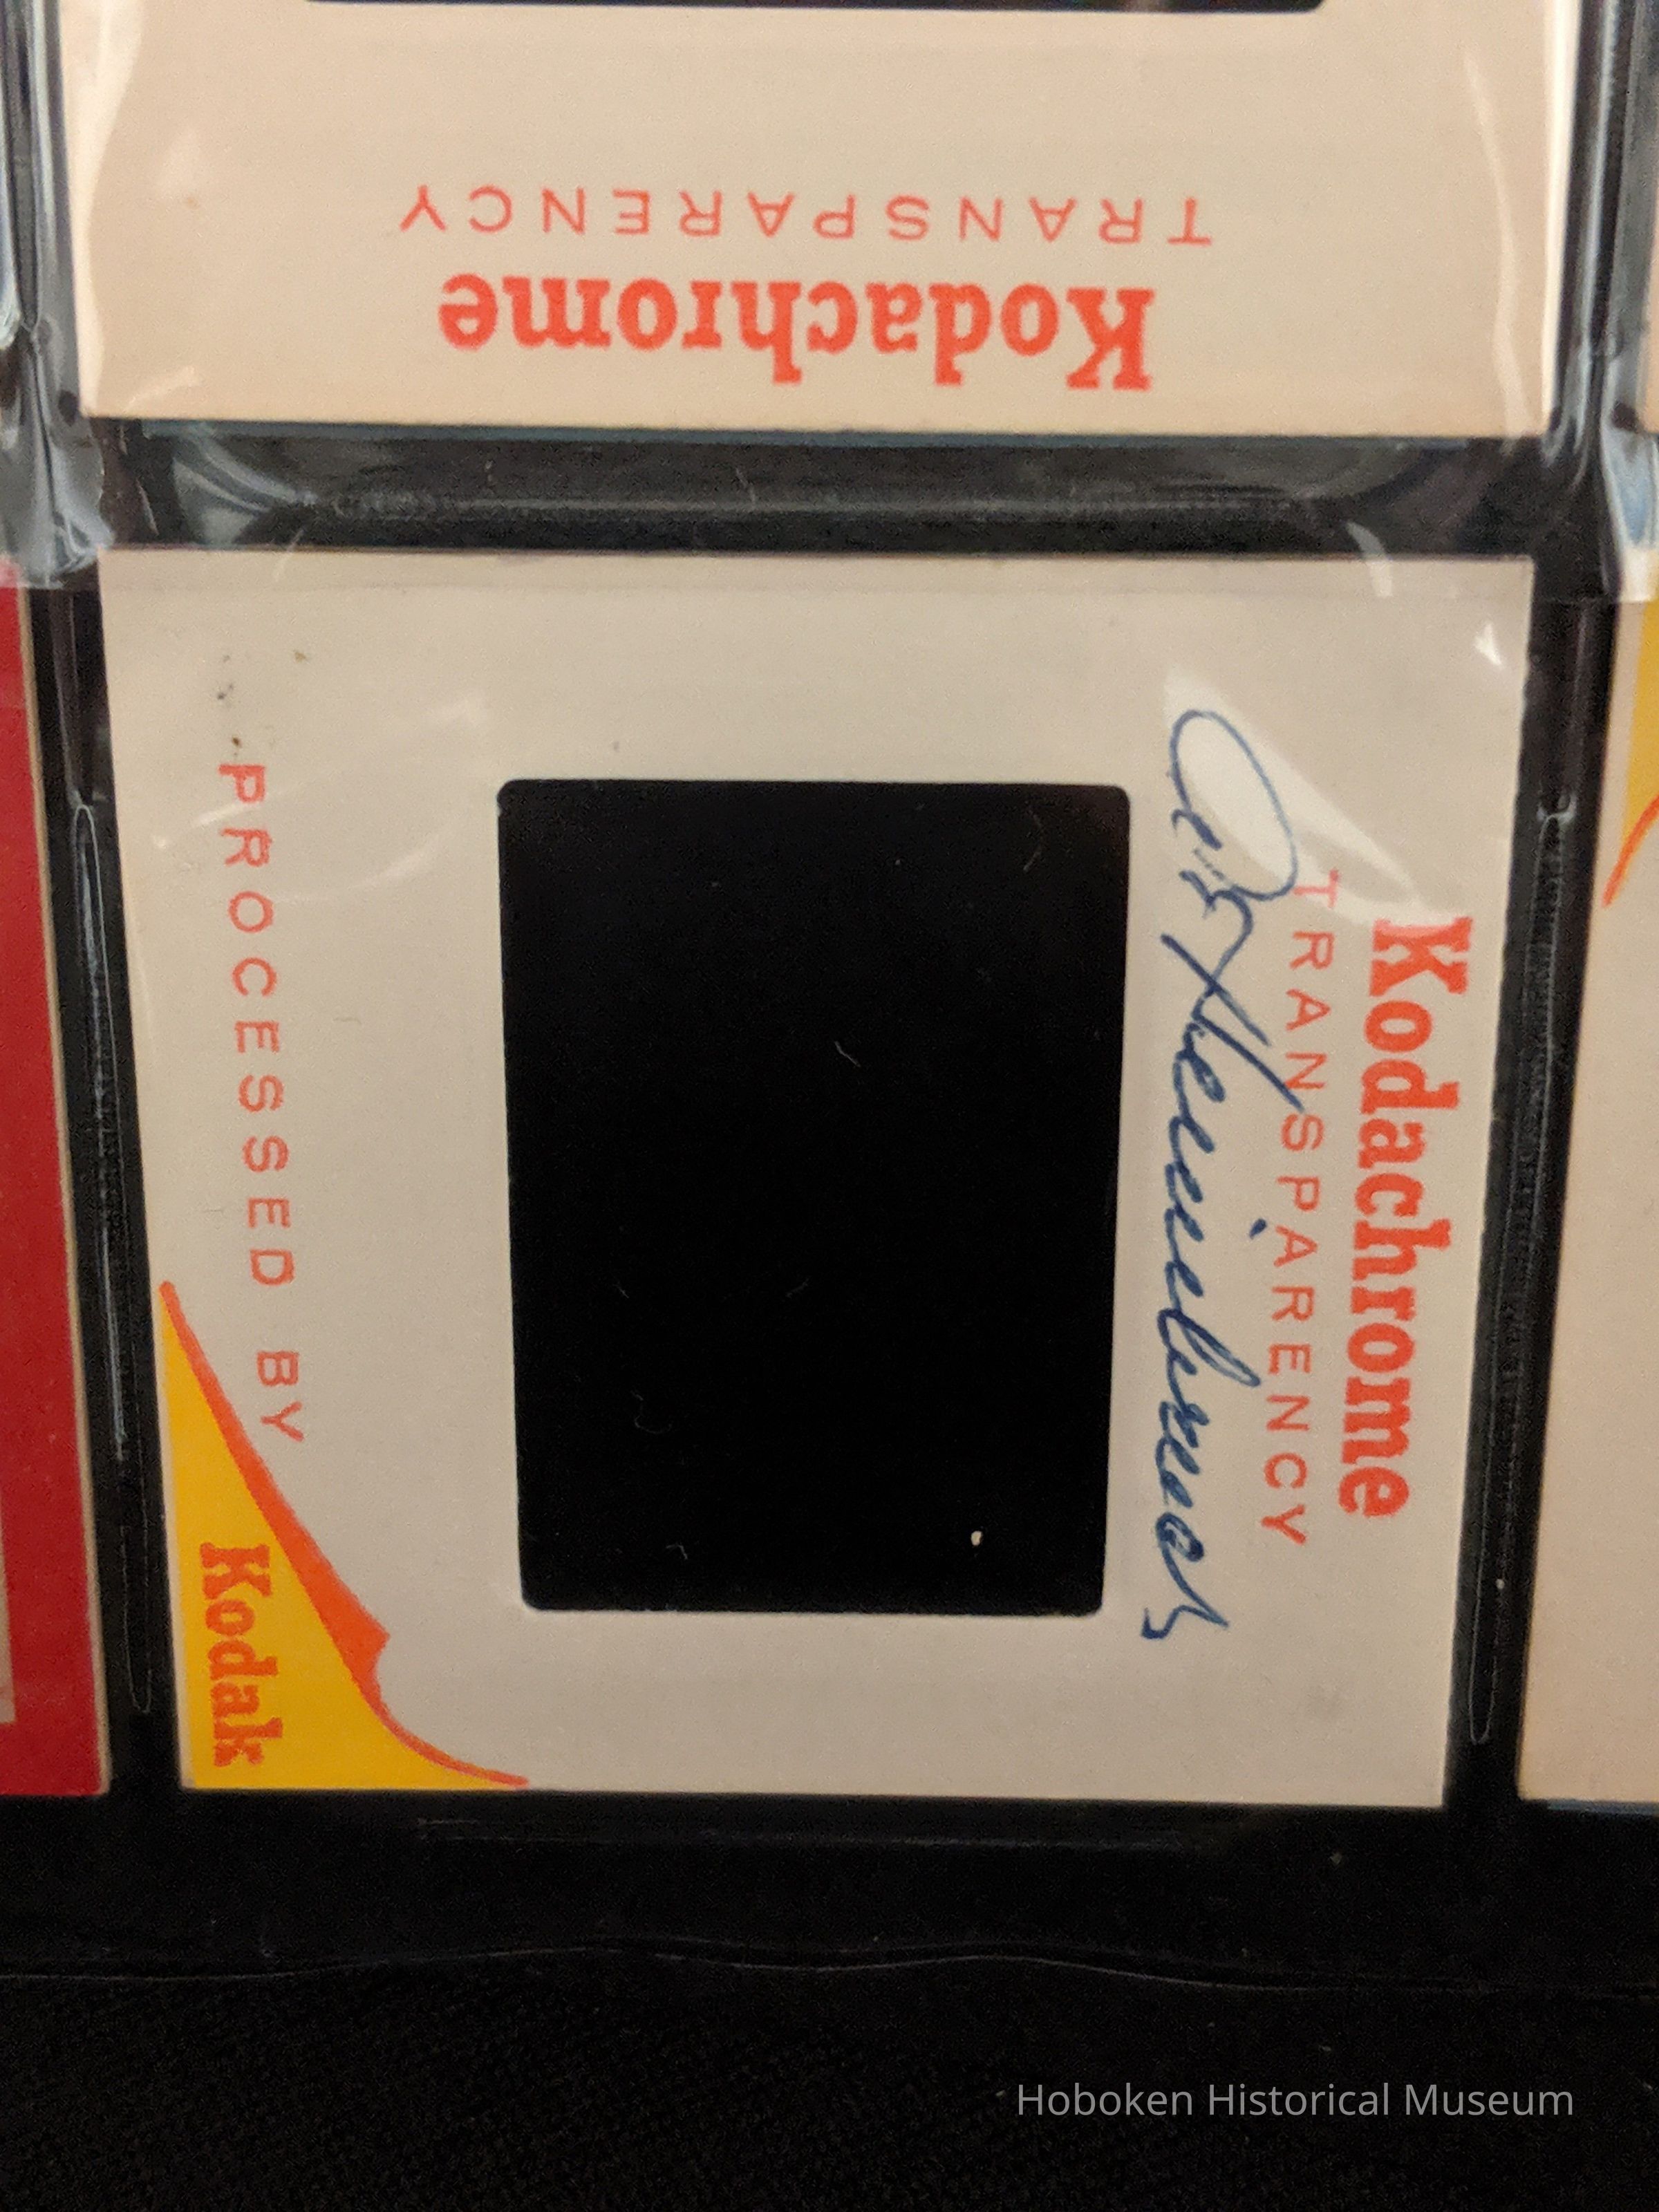 Kodachrome
TRANSPARENCY
Kodachrome
TRANSPARENCY
PROCESSED BY
Kodak
Hoboken Historical Museum